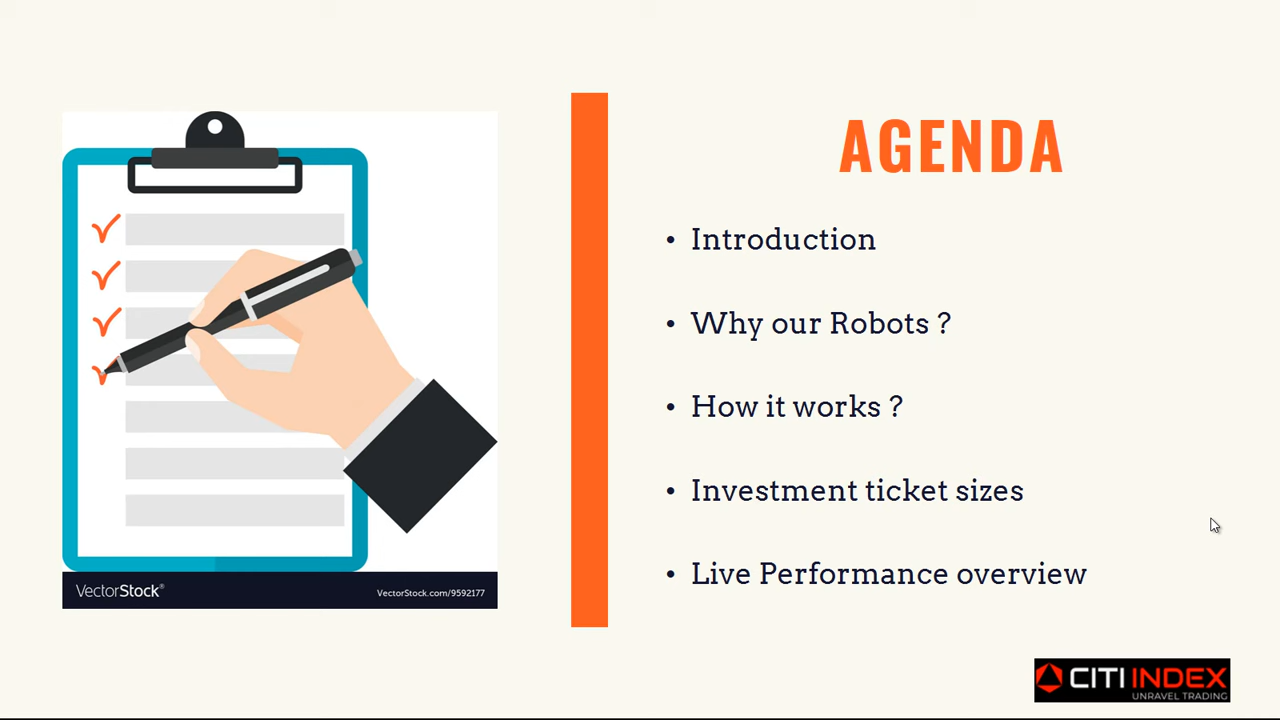 AGENDA
• Introduction
• Why our Robots ?
• How it works ?
• Investment ticket sizes
• Live Performance overview
VectorStock®
VectorStock.com/9592177
CITI INDEX
UNRAVEL TRADING